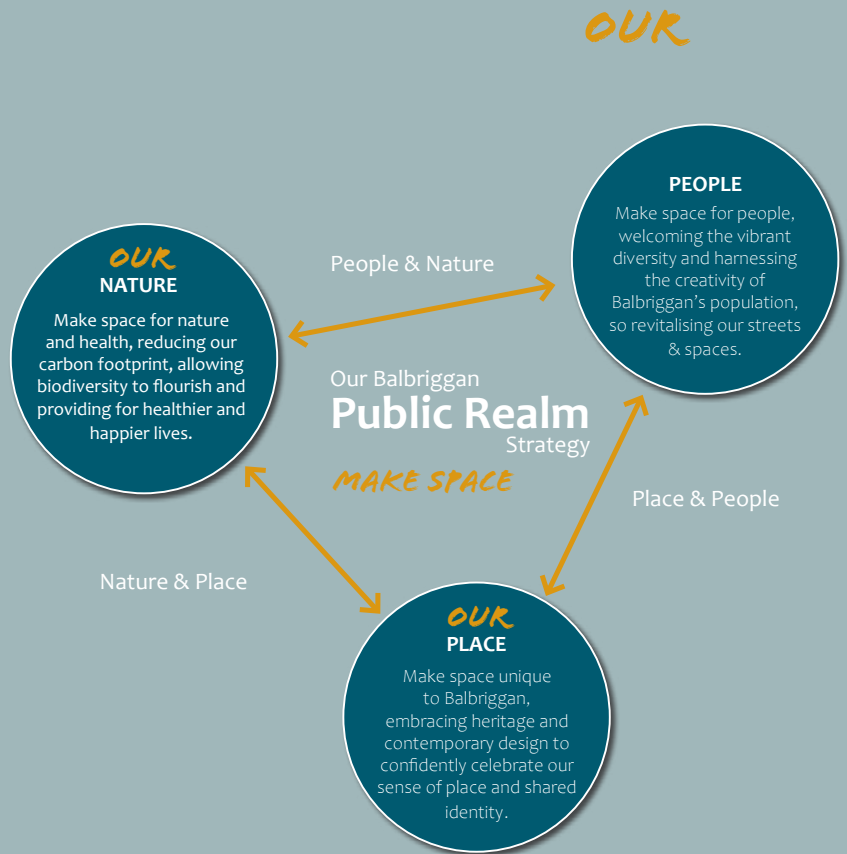 OUR
PEOPLE
Make space for people,
welcoming the vibrant
diversity and harnessing
the creativity of
Balbriggan’s population,
so revitalising our streets
& spaces.
OUR
NATURE
Make space for nature
and health, reducing our
carbon footprint, allowing
biodiversity to flourish and
providing for healthier and
happier lives.
People & Nature
Our Balbriggan
Public Realm
Strategy
MAKE SPACE
Place & People
Nature & Place
OUR
PLACE
Make space unique
to Balbriggan,
embracing heritage and
contemporary design to
confidently celebrate our
sense of place and shared
identity.